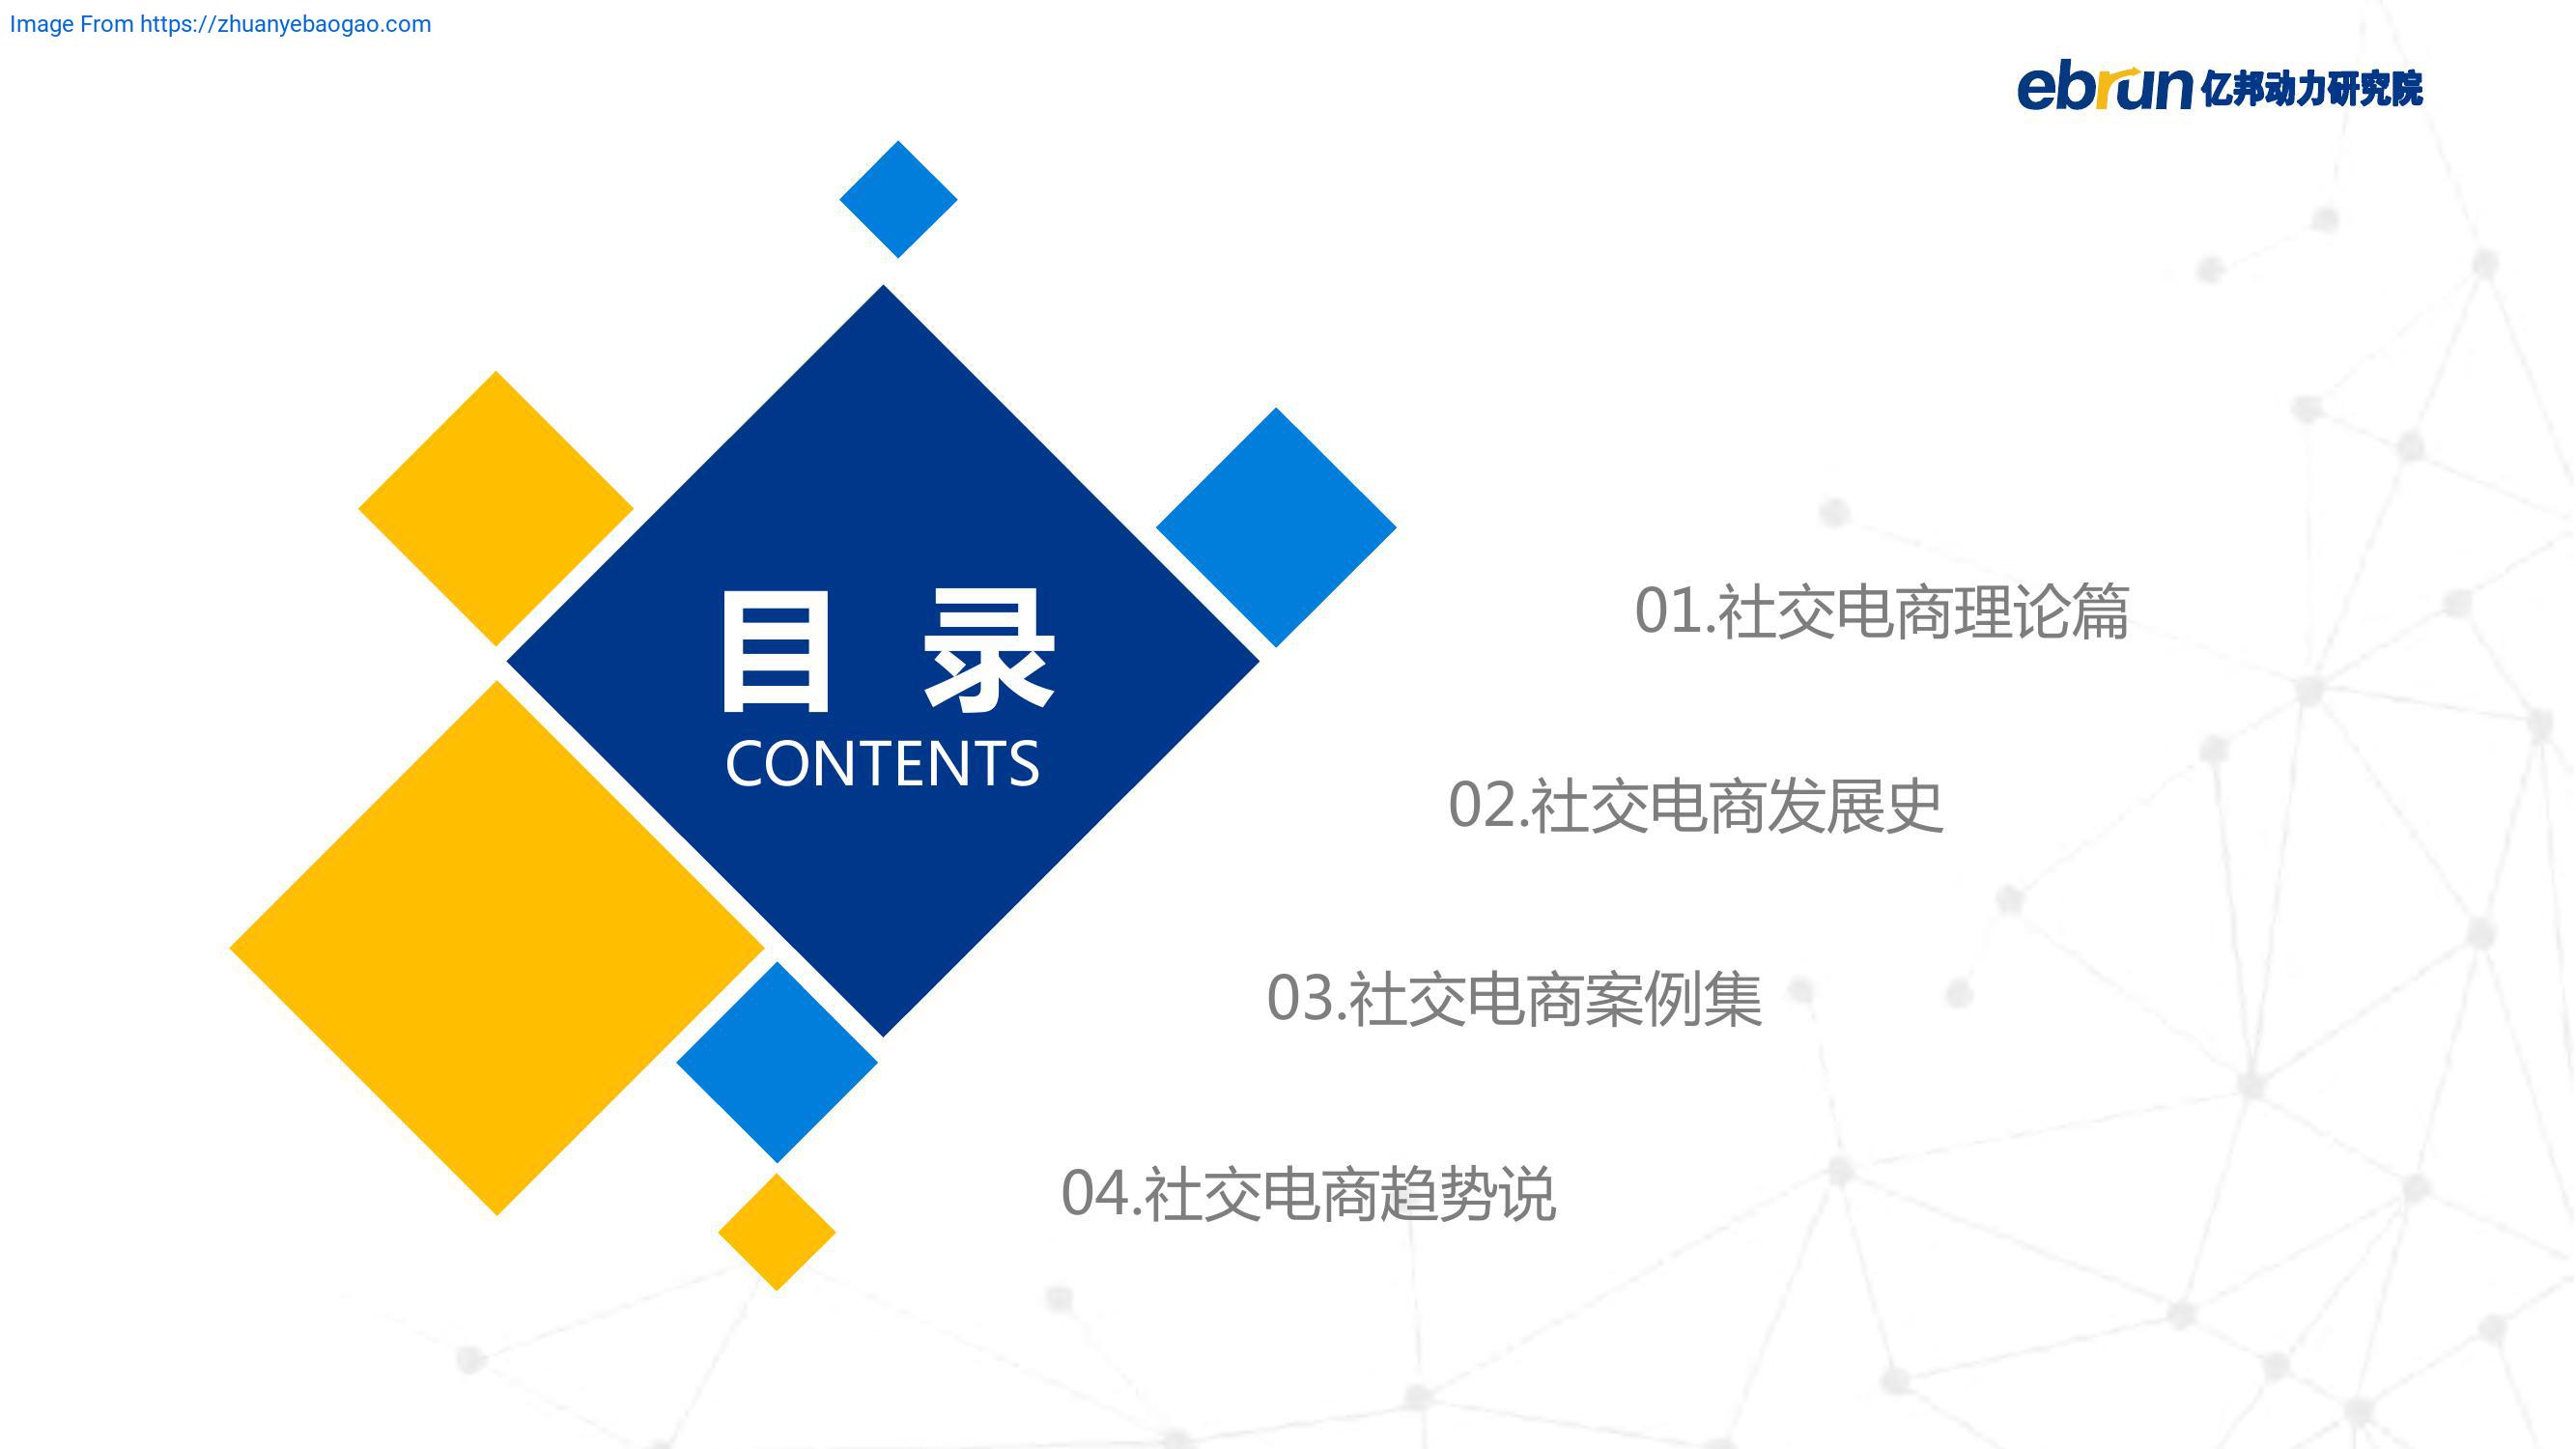 Image From https://zhuanyebaogao.com
ebrun 亿邦动力研究院
目 录
CONTENTS
01.社交电商理论篇
02.社交电商发展史
03.社交电商案例集
04.社交电商趋势说